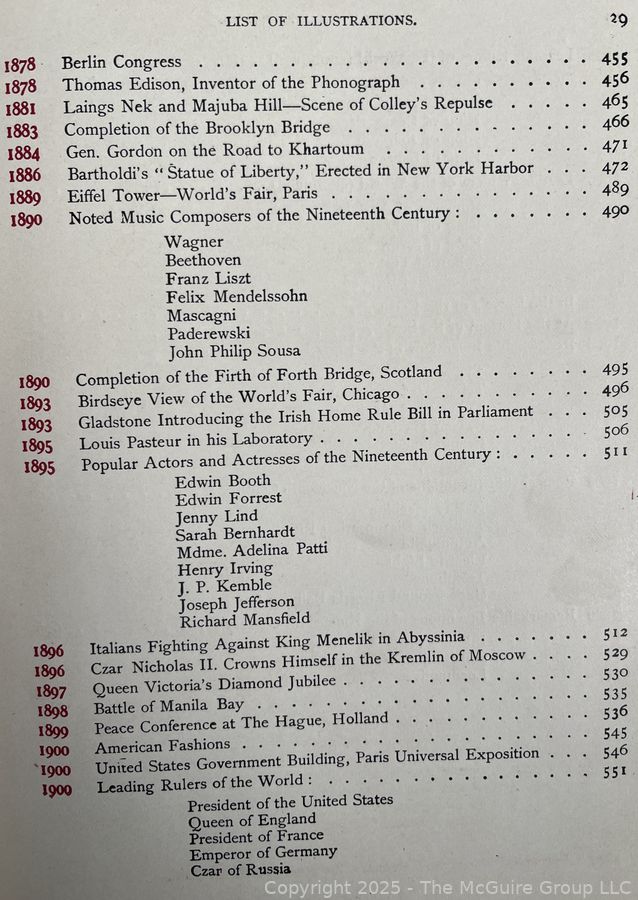 LIST OF ILLUSTRATIONS. 29
1878 Berlin Congress . . . . . . . . . . . . . . . . . . . 455
1878 Thomas Edison, Inventor of the Phonograph . . . . . . . . 456
1881 Laings Nek and Majuba Hill—Scene of Colley's Repulse . . . . . 465
1883 Completion of the Brooklyn Bridge . . . . . . . . . . . . 466
1884 Gen. Gordon on the Road to Khartoum . . . . . . . . . . 471
1886 Bartholdi's "Statue of Liberty," Erected in New York Harbor . . . 472
1889 Eiffel Tower—World's Fair, Paris . . . . . . . . . . . . . 489
1890 Noted Music Composers of the Nineteenth Century : . . . . . . . 490
Wagner
Beethoven
Franz Liszt
Felix Mendelssohn
Mascagni
Paderewski
John Philip Sousa
1890 Completion of the Firth of Forth Bridge, Scotland . . . . . . . 495
1893 Birdseye View of the World's Fair, Chicago . . . . . . . . . . 496
1893 Gladstone Introducing the Irish Home Rule Bill in Parliament . . . 505
1895 Louis Pasteur in his Laboratory . . . . . . . . . . . . . . 506
1895 Popular Actors and Actresses of the Nineteenth Century : . . . . . 511
Edwin Booth
Edwin Forrest
Jenny Lind
Sarah Bernhardt
Mdme. Adelina Patti
Henry Irving
J. P. Kemble
Joseph Jefferson
Richard Mansfield
1896 Italians Fighting Against King Menelik in Abyssinia . . . . . . . 512
1896 Czar Nicholas II. Crowns Himself in the Kremlin of Moscow . . . . 529
1897 Queen Victoria's Diamond Jubilee . . . . . . . . . . . . . 530
1898 Battle of Manila Bay . . . . . . . . . . . . . . . . . 535
1899 Peace Conference at The Hague, Holland . . . . . . . . . . 536
1900 American Fashions . . . . . . . . . . . . . . . . . . 545
1900 United States Government Building, Paris Universal Exposition . . . 546
1900 Leading Rulers of the World : . . . . . . . . . . . . . . 551
President of the United States
Queen of England
President of France
Emperor of Germany
Czar of Russia
Copyright 2025 - The McGuire Group LLC